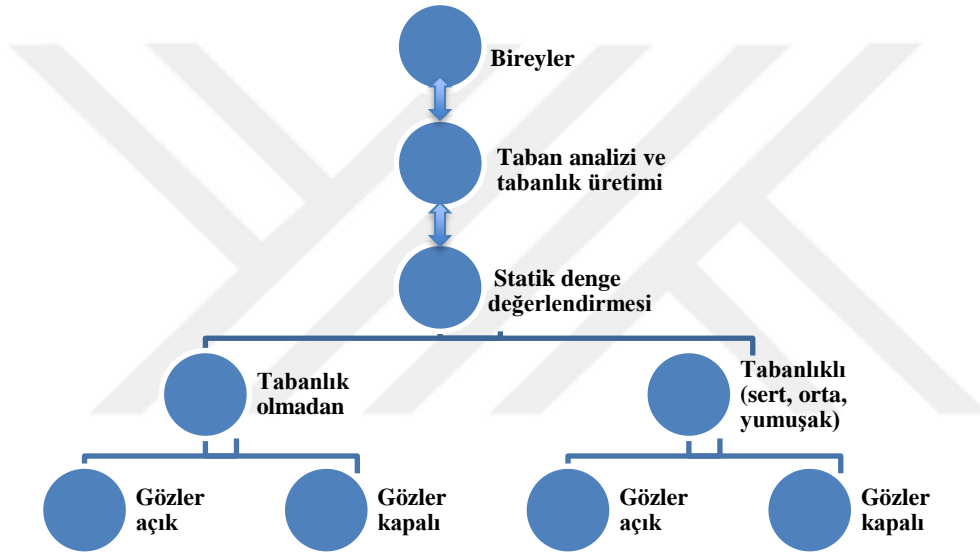 Bireyler
Taban analizi ve
tabanlık üretimi
Statik denge
değerlendirmesi
Tabanlık
olmadan
Tabanlıklı
(sert, orta,
yumuşak)
Gözler
açık
Gözler
kapalı
Gözler
açık
Gözler
kapalı